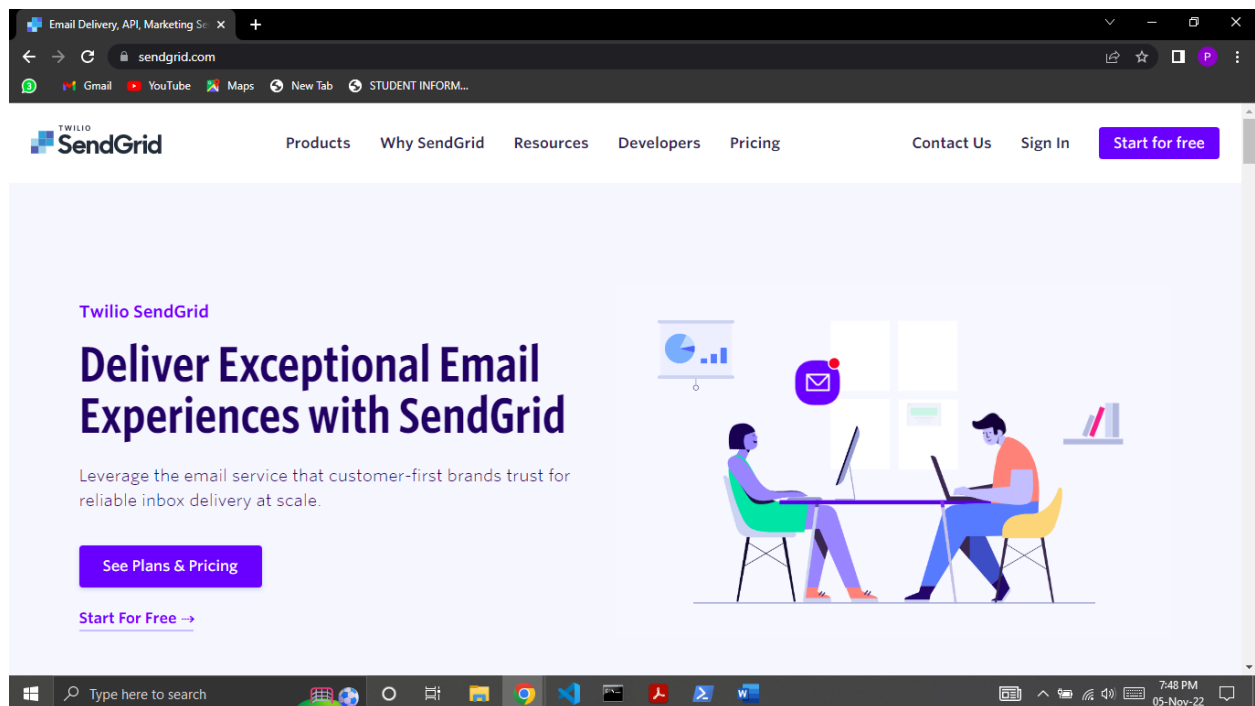 Email Delivery, API, Marketing Se
sendgrid.com
P
3 Gmail YouTube Maps New Tab STUDENT INFORM...
TWILIO
SendGrid
Products Why SendGrid Resources Developers Pricing Contact Us Sign In Start for free
Twilio SendGrid
Deliver Exceptional Email
Experiences with SendGrid
Leverage the email service that customer-first brands trust for
reliable inbox delivery at scale.
See Plans & Pricing
Start For Free →
Type here to search
7:48 PM
05-Nov-22